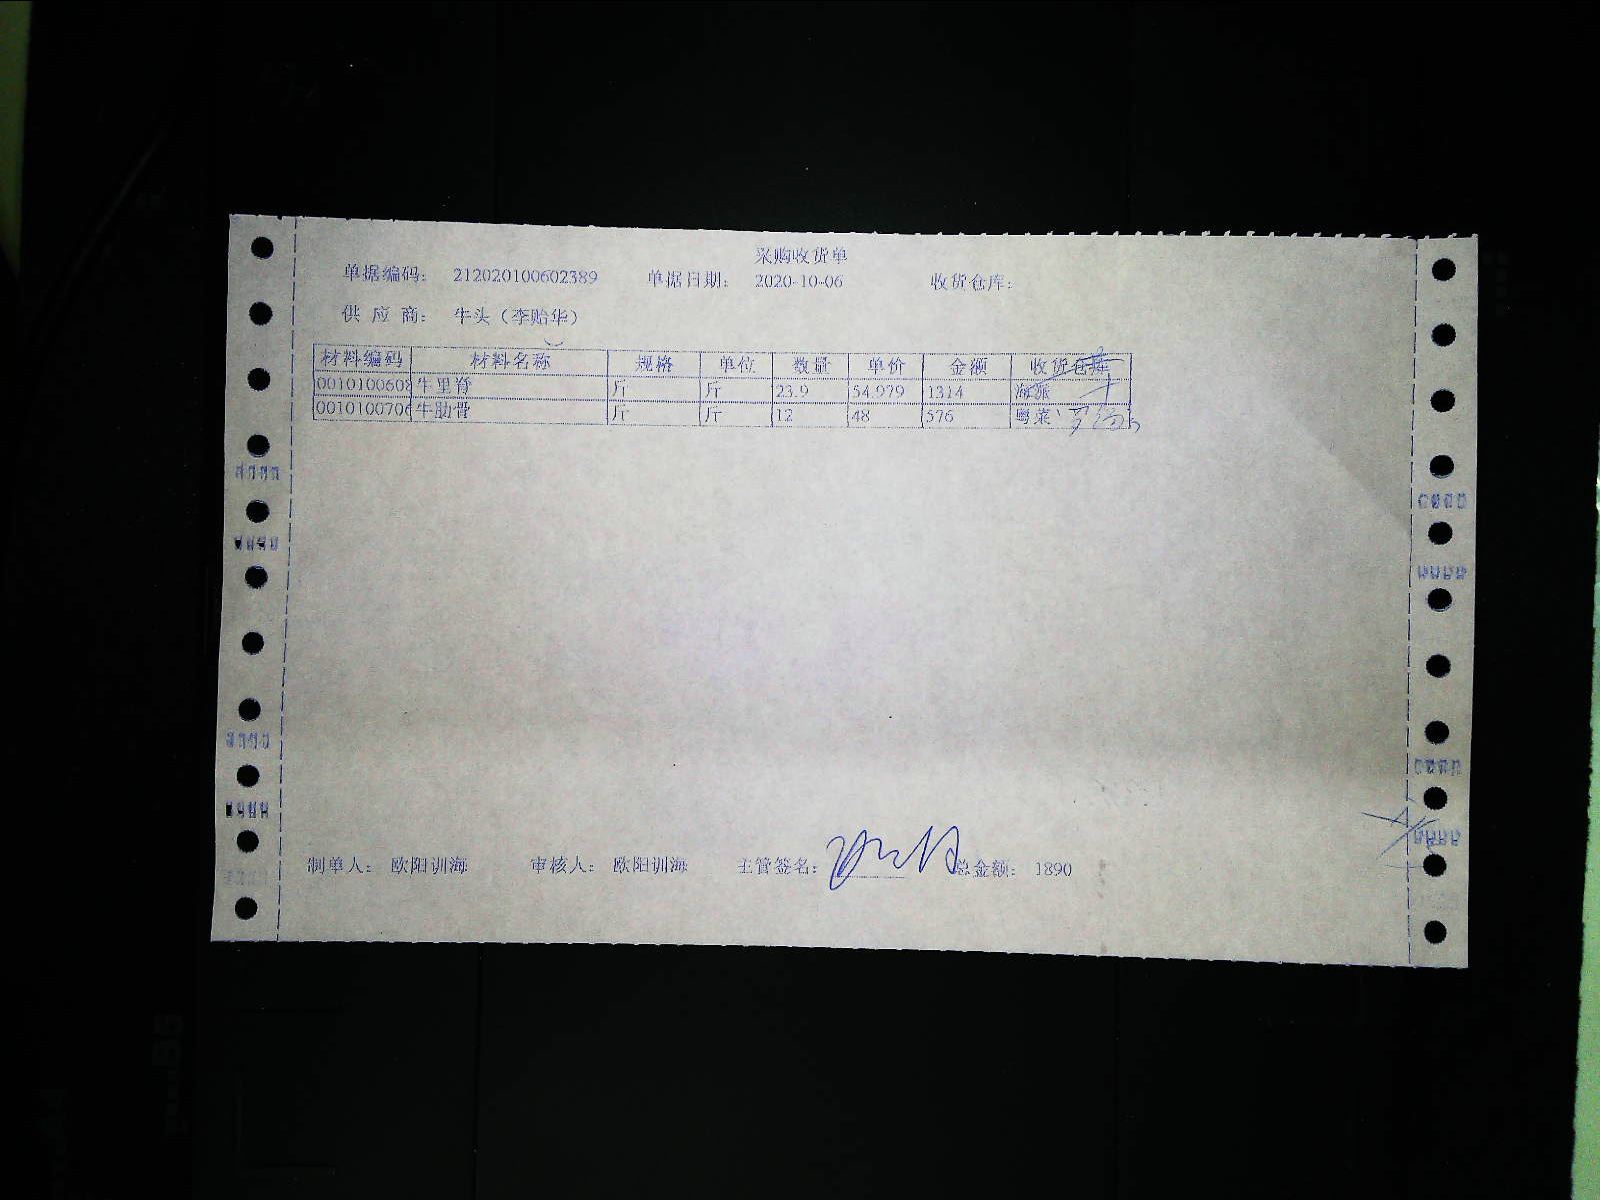 采购收货单
单据编码： 212020100602389 单据日期： 2020-10-06 收货仓库：
供 应 商： 牛头（李贻华）
材料编码 材料名称 规格 单位 数量 单价 金额 收货仓库
0010100608 牛里脊 斤 斤 23.9 54.979 1314 海派
0010100706 牛肋骨 斤 斤 12 48 576 粤菜
制单人： 欧阳训海 审核人： 欧阳训海 主管签名： 总金额： 1890